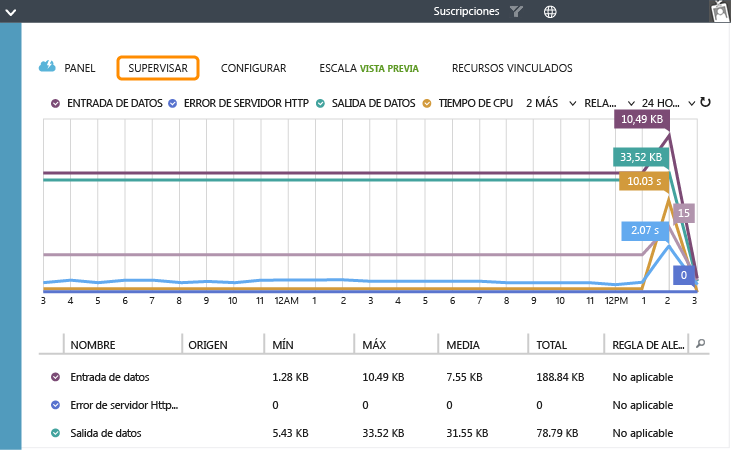 Suscripciones
PANEL SUPERVISAR CONFIGURAR ESCALA VISTA PREVIA RECURSOS VINCULADOS
ENTRADA DE DATOS ERROR DE SERVIDOR HTTP SALIDA DE DATOS TIEMPO DE CPU 2 MÁS RELA... 24 HO...
10,49 KB
33,52 KB
10.03 s
15
2.07 s
0
3 4 5 6 7 8 9 10 11 12AM 1 2 3 4 5 6 7 8 9 10 11 12PM 1 2 3
NOMBRE ORIGEN MÍN MÁX MEDIA TOTAL REGLA DE ALE...
Entrada de datos 1.28 KB 10.49 KB 7.55 KB 188.84 KB No aplicable
Error de servidor Http... 0 0 0 0 No aplicable
Salida de datos 5.43 KB 33.52 KB 31.55 KB 78.79 KB No aplicable